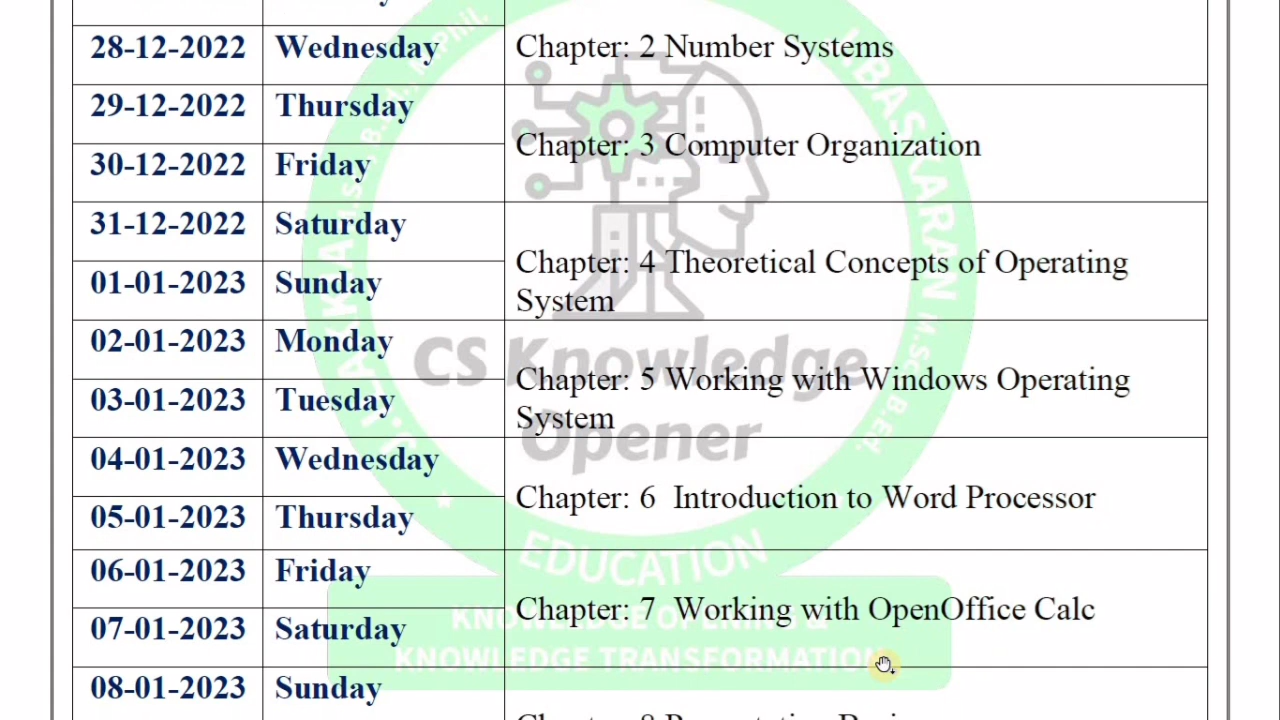 28-12-2022 Wednesday
Chapter: 2 Number Systems
29-12-2022 Thursday
Chapter: 3 Computer Organization
30-12-2022 Friday
31-12-2022 Saturday
Chapter: 4 Theoretical Concepts of Operating
System
01-01-2023 Sunday
02-01-2023 Monday
Chapter: 5 Working with Windows Operating
System
03-01-2023 Tuesday
04-01-2023 Wednesday
Chapter: 6 Introduction to Word Processor
05-01-2023 Thursday
06-01-2023 Friday
Chapter: 7 Working with OpenOffice Calc
07-01-2023 Saturday
08-01-2023 Sunday
CS Knowledge
Opener
EDUCATION
KNOWLEDGE OPENING &
KNOWLEDGE TRANSFORMATION
M.Sc. B.Ed.